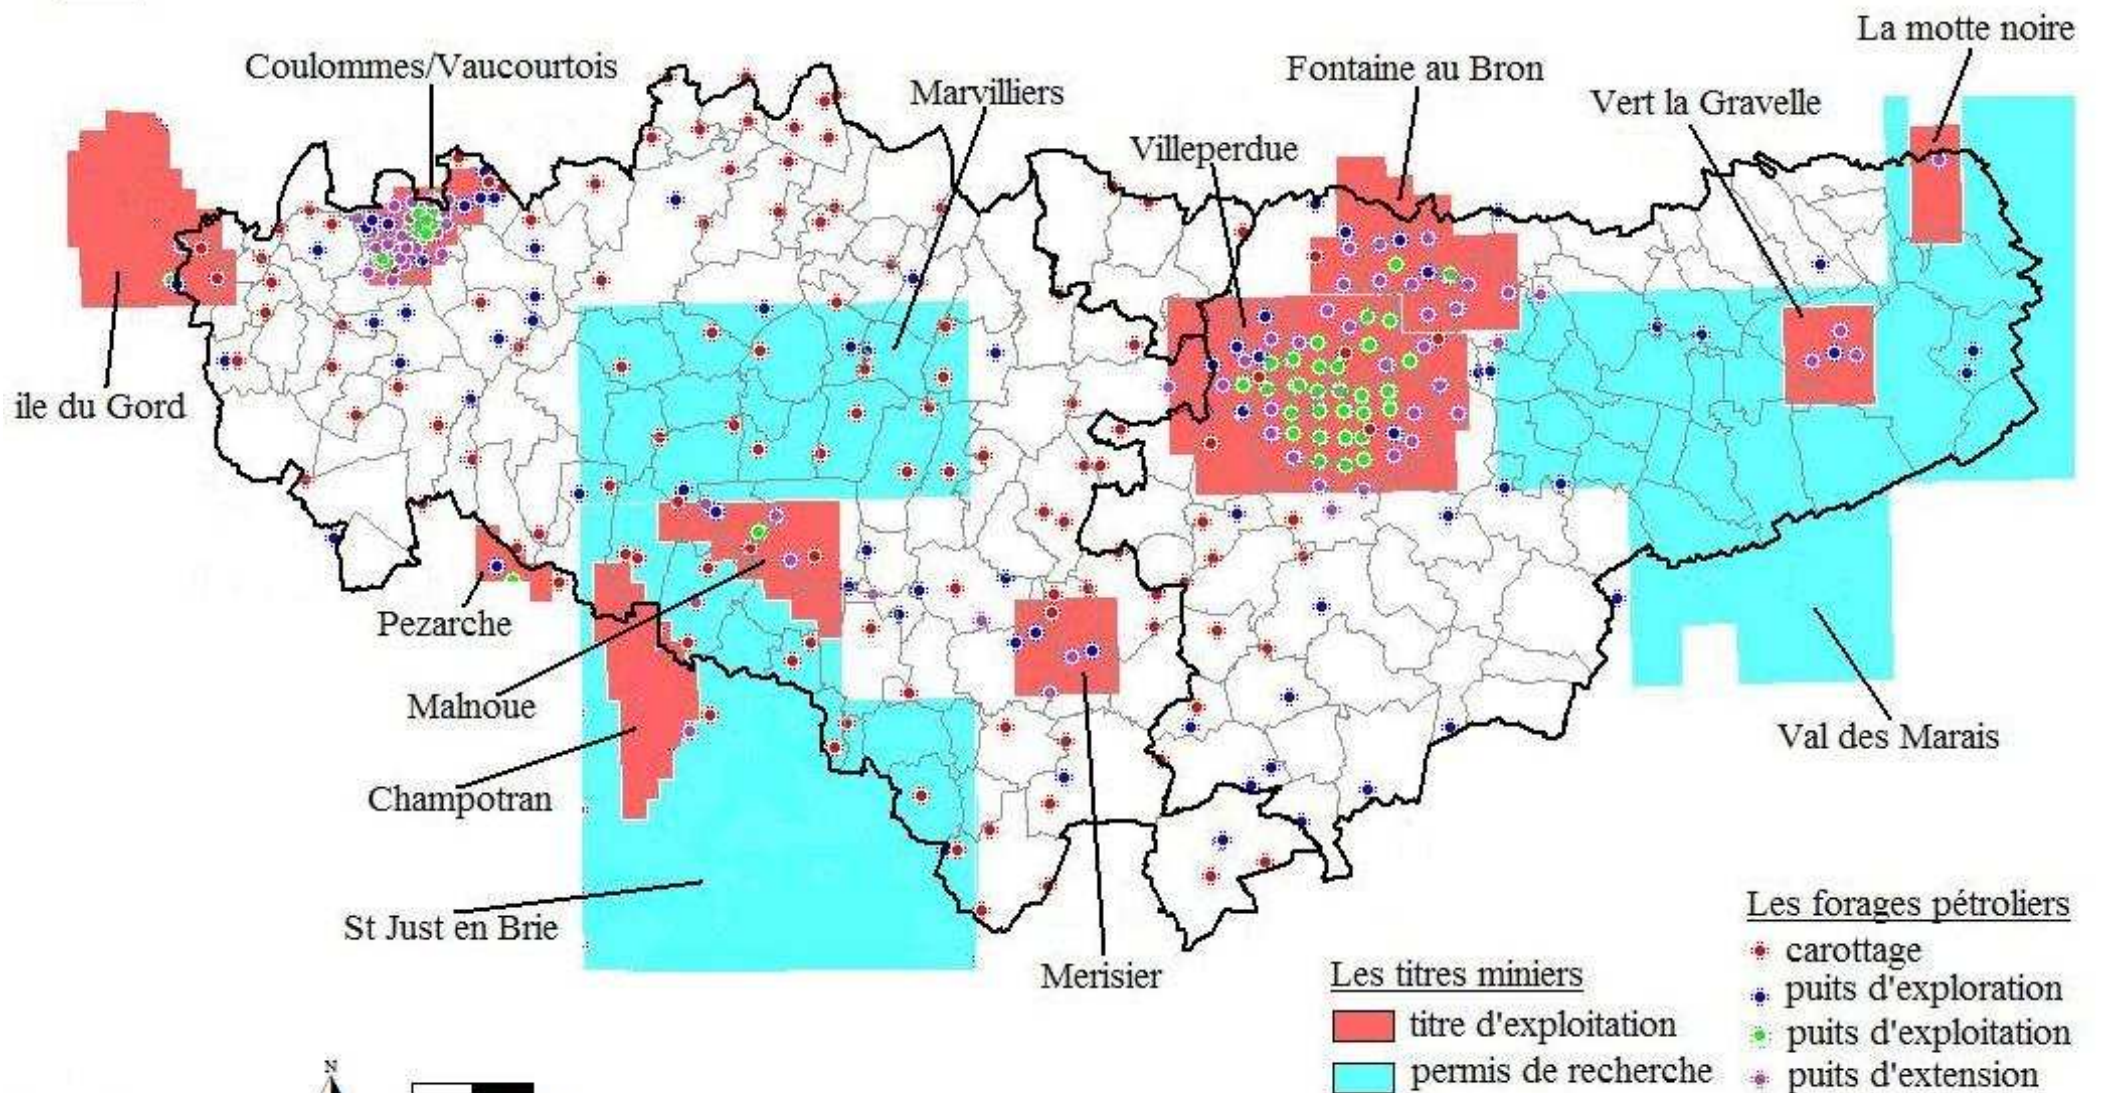 La motte noire
Coulommes/Vaucourtois
Fontaine au Bron
Marvilliers
Vert la Gravelle
Villeperdue
ile du Gord
Pezarche
Malnoue
Val des Marais
Champotran
St Just en Brie
Merisier
Les forages pétroliers
carottage
puits d'exploration
puits d'exploitation
puits d'extension
Les titres miniers
titre d'exploitation
permis de recherche
N